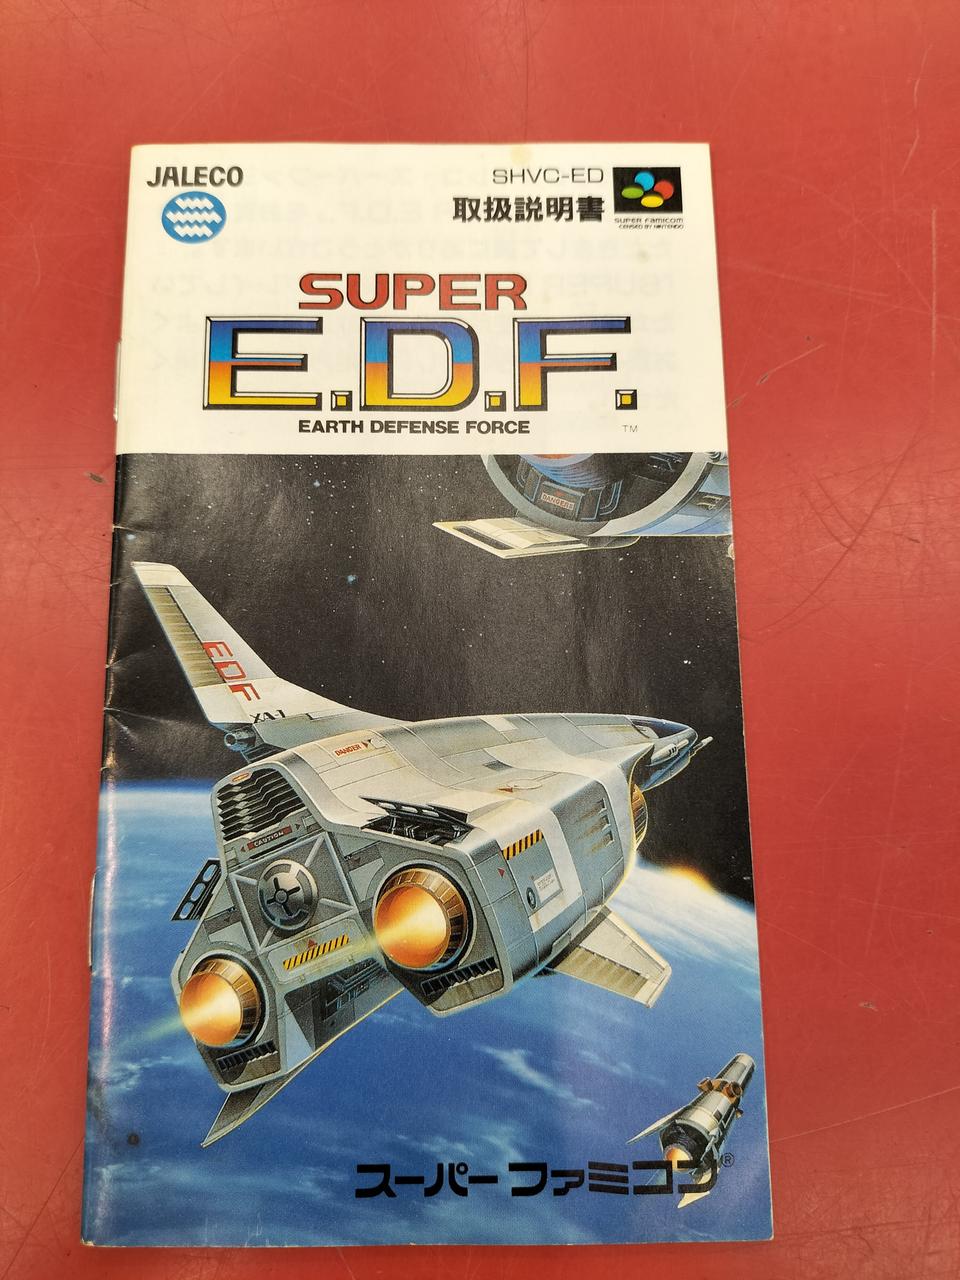 JALECO
SHVC-ED
取扱説明書
SUPER FAMICOM
SUPER
E.D.F.
EARTH DEFENSE FORCE
TM
DANGER
EDF
XA-1
DANGER
CAUTION
スーパーファミコン®